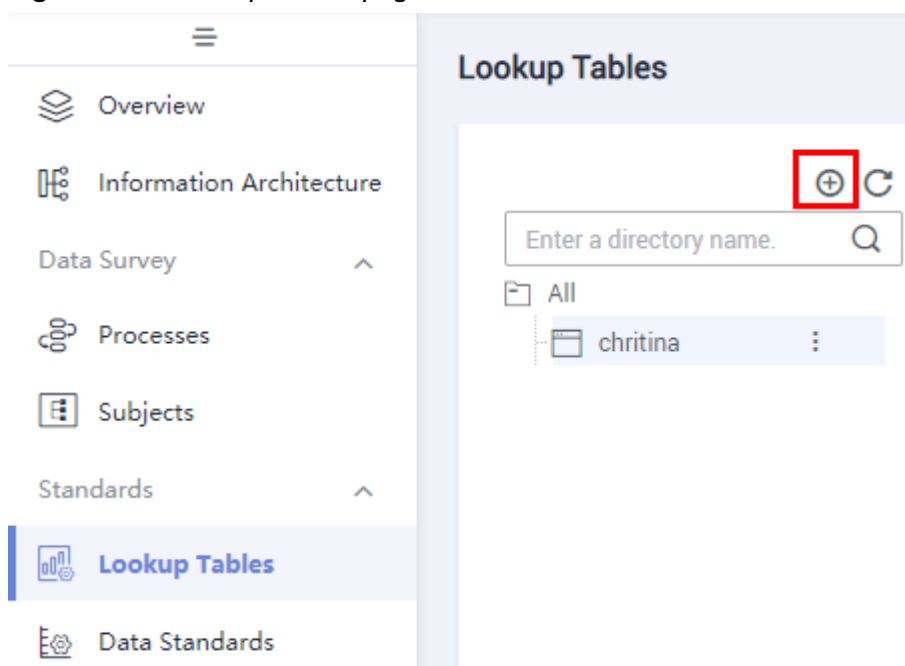 Lookup Tables
Overview
Information Architecture
Data Survey
Processes
Subjects
Standards
Lookup Tables
Data Standards
Enter a directory name.
All
chritina